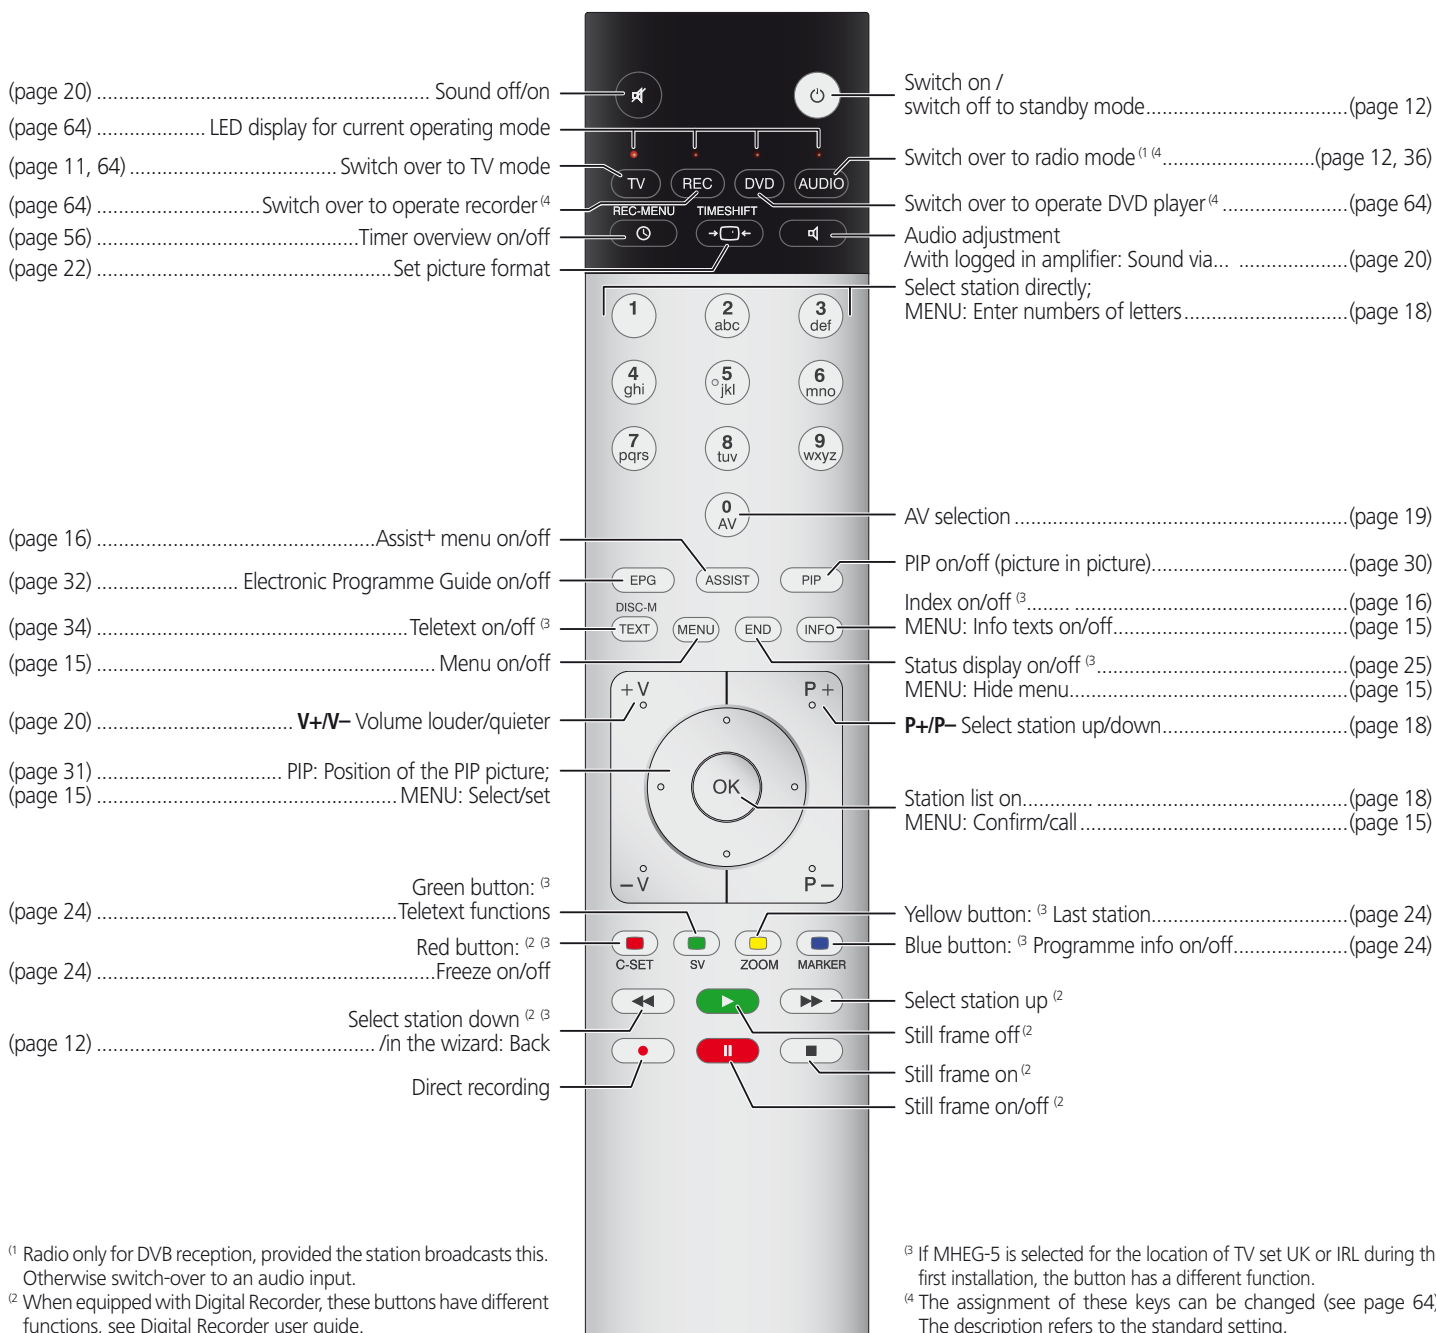 (page 20) ............................................................ Sound off/on
(page 64) .................... LED display for current operating mode
(page 11, 64) ..................................... Switch over to TV mode
(page 64) .............................. Switch over to operate recorder (4
(page 56) ............................................... Timer overview on/off
(page 22) ..................................................... Set picture format
(page 16) .................................................. Assist+ menu on/off
(page 32) .......................... Electronic Programme Guide on/off
(page 34) ........................................................ Teletext on/off (3
(page 15) ............................................................. Menu on/off
(page 20) ................................... V+/V– Volume louder/quieter
(page 31) .................................. PIP: Position of the PIP picture;
(page 15) ...................................................... MENU: Select/set
Green button: (3
(page 24) ...................................................... Teletext functions
Red button: (2 (3
(page 24) ............................................................. Freeze on/off
Select station down (2 (3
(page 12) .................................................. /in the wizard: Back
Direct recording
TV
REC
DVD
AUDIO
REC-MENU
TIMESHIFT
1
2
abc
3
def
4
ghi
5
jkl
6
mno
7
pqrs
8
tuv
9
wxyz
0
AV
EPG
ASSIST
PIP
DISC-M
TEXT
MENU
END
INFO
+ V
P +
OK
– V
P –
C-SET
SV
ZOOM
MARKER
Switch on /
switch off to standby mode.....................................(page 12)
Switch over to radio mode (1 (4............................(page 12, 36)
Switch over to operate DVD player (4 .......................(page 64)
Audio adjustment
/with logged in amplifier: Sound via... ....................(page 20)
Select station directly;
MENU: Enter numbers of letters ..............................(page 18)
AV selection .............................................................(page 19)
PIP on/off (picture in picture)....................................(page 30)
Index on/off (3........ .................................................(page 16)
MENU: Info texts on/off...........................................(page 15)
Status display on/off (3..............................................(page 25)
MENU: Hide menu...................................................(page 15)
P+/P– Select station up/down..................................(page 18)
Station list on............. ..............................................(page 18)
MENU: Confirm/call .................................................(page 15)
Yellow button: (3 Last station....................................(page 24)
Blue button: (3 Programme info on/off.....................(page 24)
Select station up (2
Still frame off (2
Still frame on (2
Still frame on/off (2
(1 Radio only for DVB reception, provided the station broadcasts this.
Otherwise switch-over to an audio input.
(2 When equipped with Digital Recorder, these buttons have different
functions, see Digital Recorder user guide.
(3 If MHEG-5 is selected for the location of TV set UK or IRL during th
first installation, the button has a different function.
(4 The assignment of these keys can be changed (see page 64)
The description refers to the standard setting.